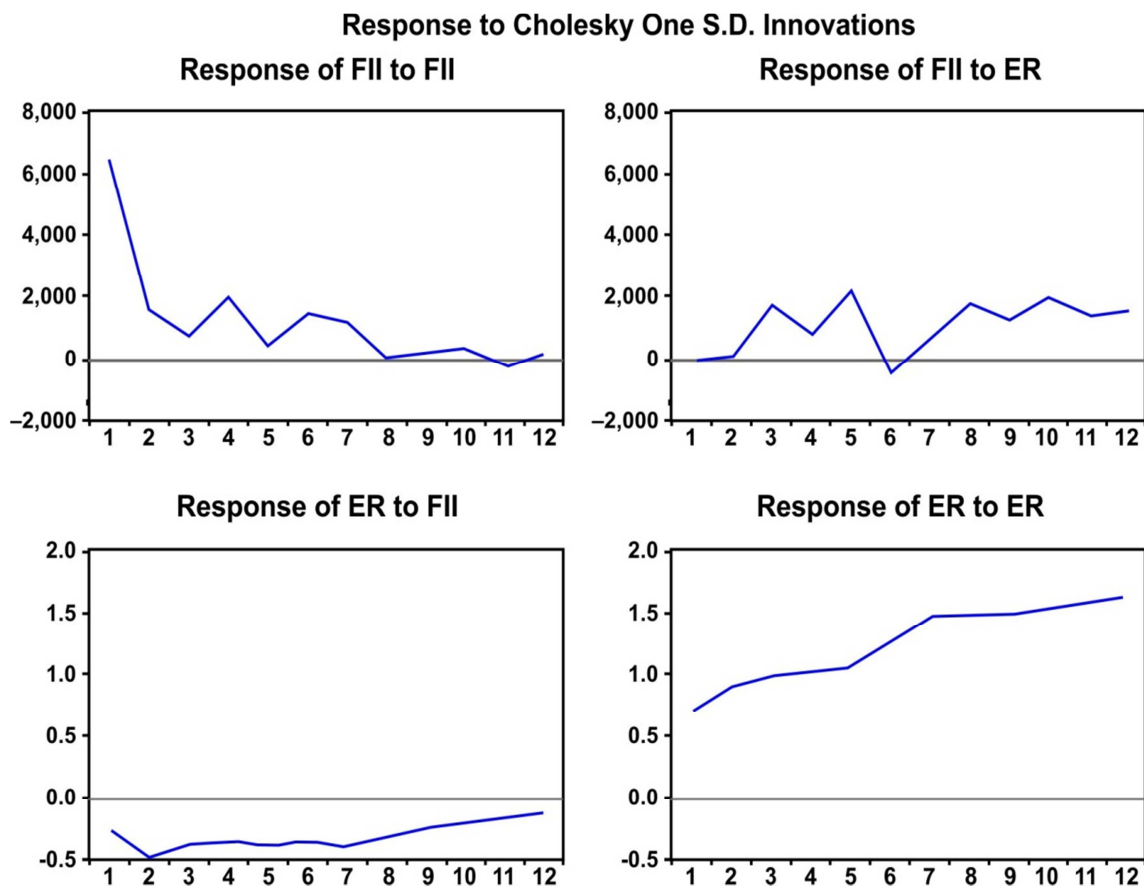 Response to Cholesky One S.D. Innovations
Response of FII to FII
8,000
6,000
4,000
2,000
0
–2,000
1 2 3 4 5 6 7 8 9 10 11 12
Response of FII to ER
8,000
6,000
4,000
2,000
0
–2,000
1 2 3 4 5 6 7 8 9 10 11 12
Response of ER to FII
2.0
1.5
1.0
0.5
0.0
-0.5
1 2 3 4 5 6 7 8 9 10 11 12
Response of ER to ER
2.0
1.5
1.0
0.5
0.0
-0.5
1 2 3 4 5 6 7 8 9 10 11 12